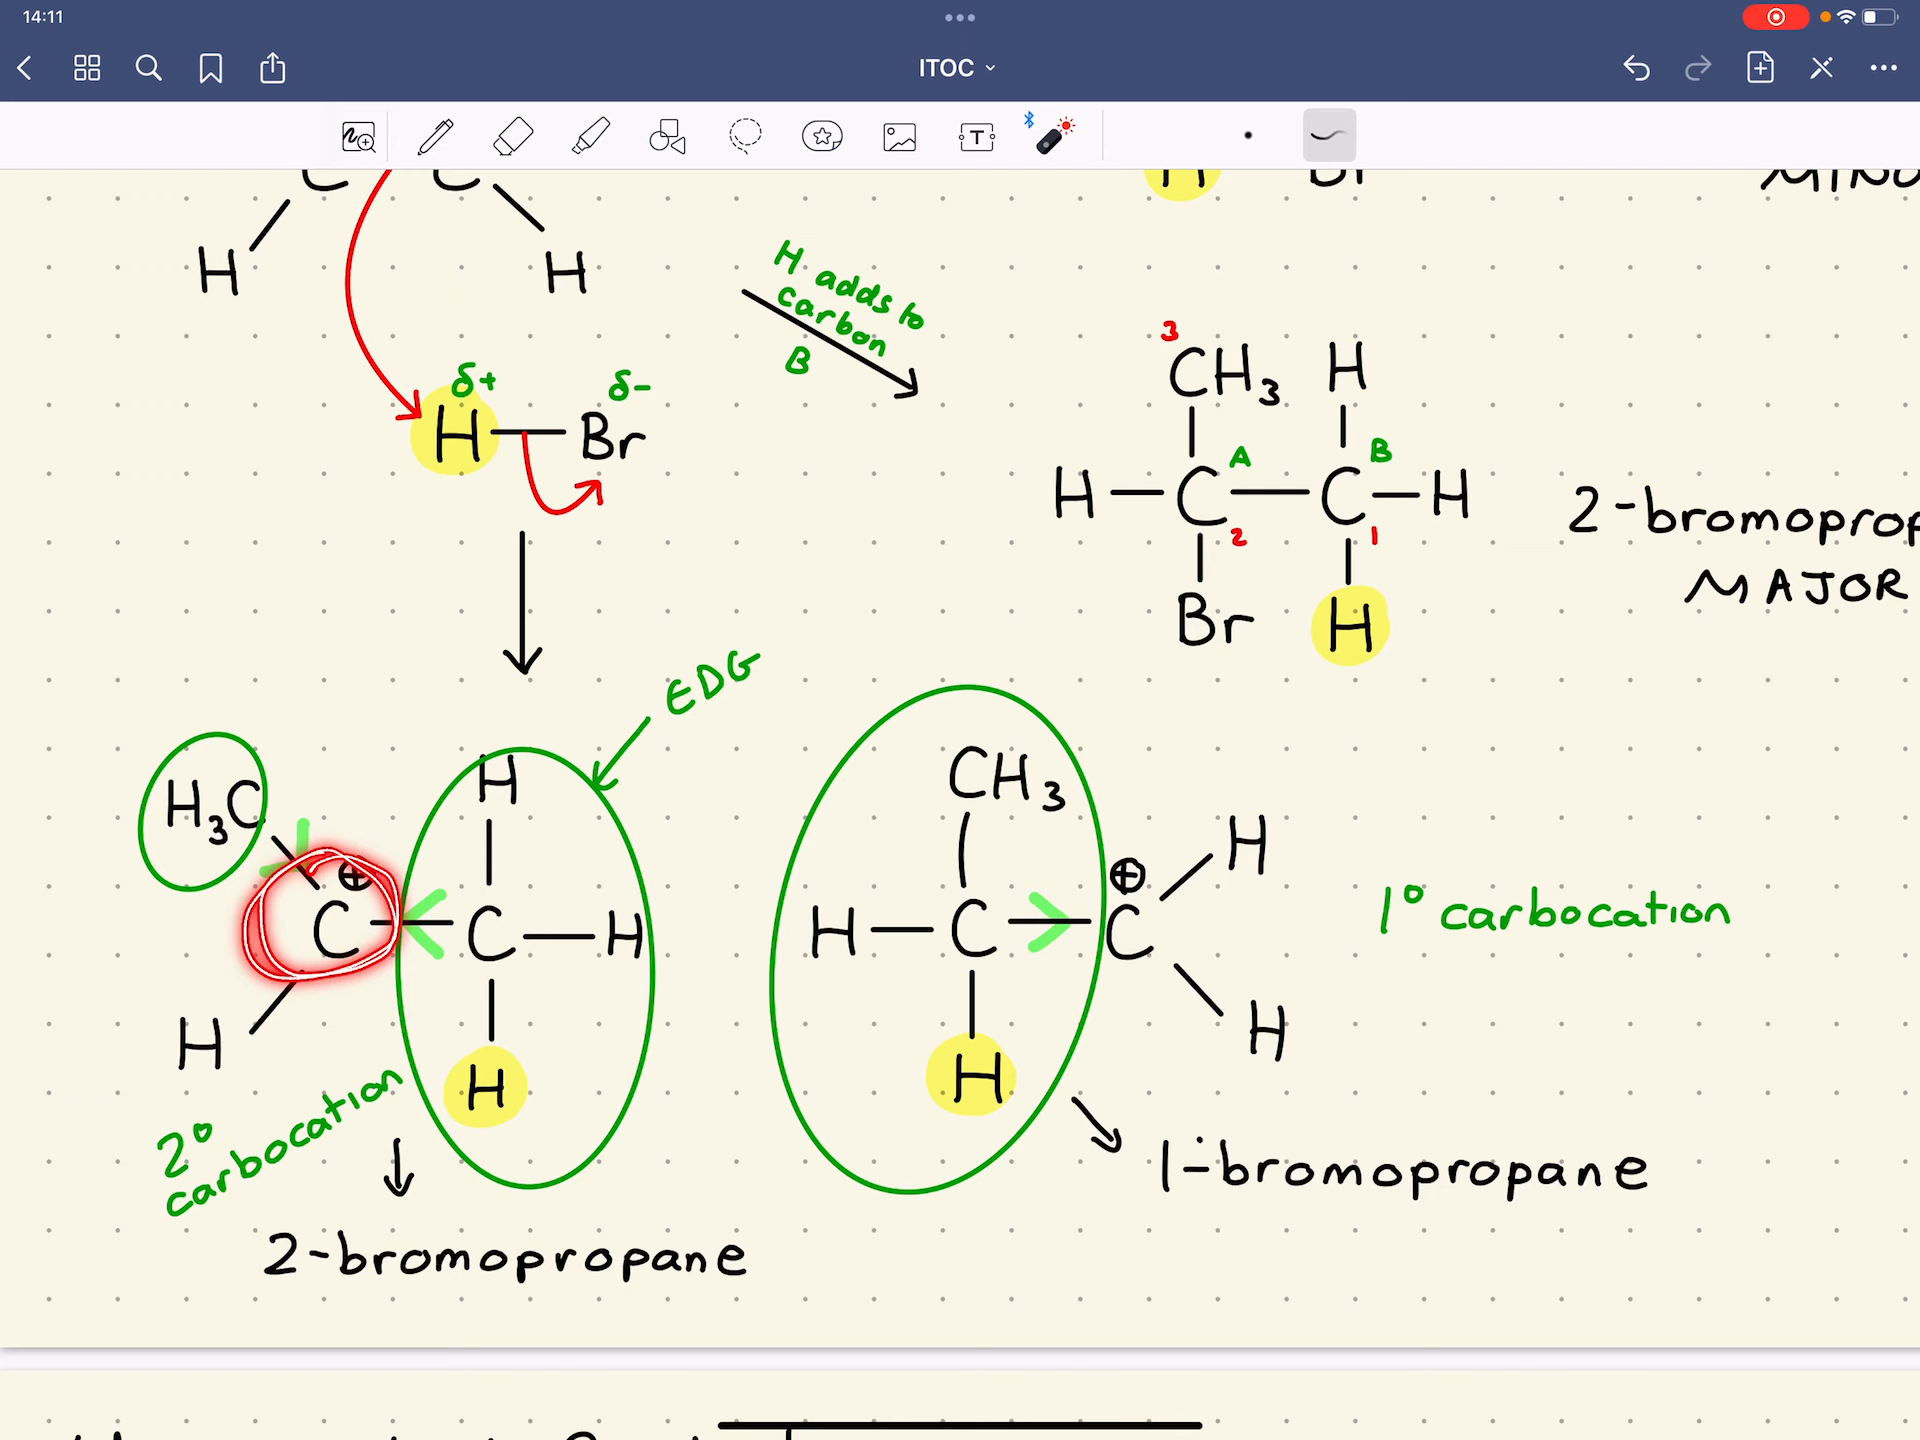 14:11
ITOC
T
H Br
H adds to
carbon
B
H
H
3
CH3 H
δ+ δ-
H Br
A B
H C C H
2 1
Br H
2-bromoprop
MAJOR
EDG
H
H3C
⊕
C C H
H
H
2°
carbocation
2-bromopropane
CH3
H
⊕
H C C
H
H
1° carbocation
1-bromopropane